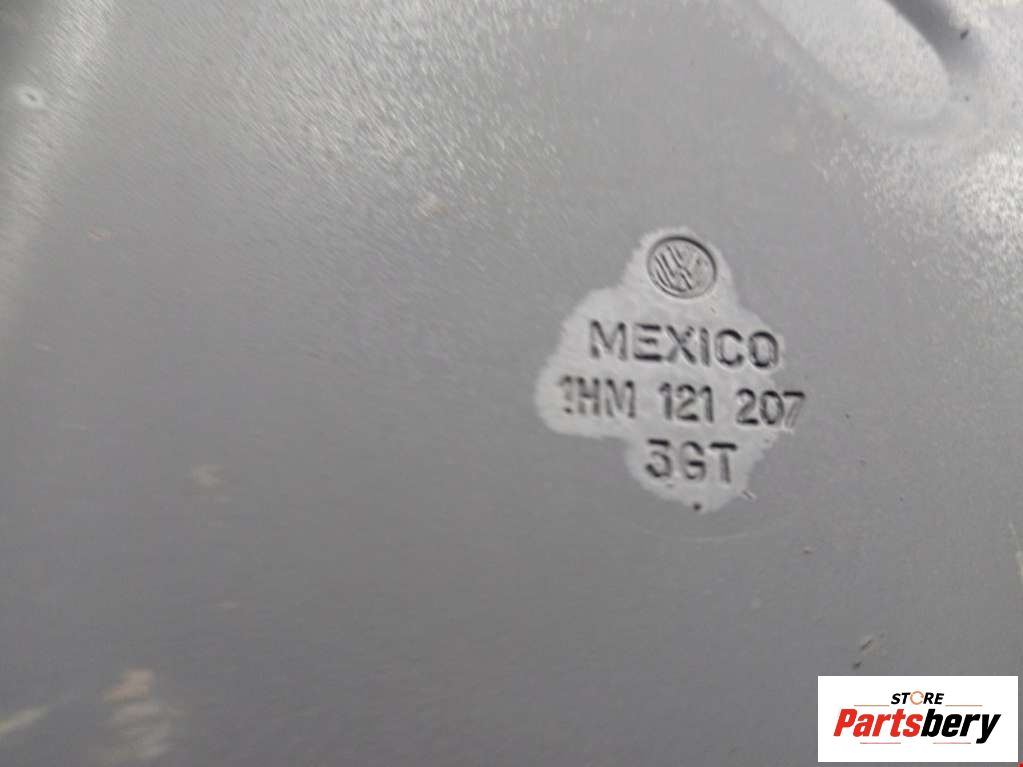 MEXICO
1HM 121 207
3GT
STORE
Partsbery